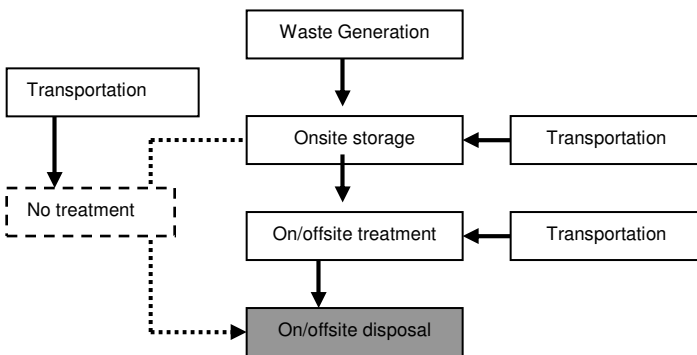 Waste Generation
Transportation
Onsite storage
Transportation
No treatment
On/offsite treatment
Transportation
On/offsite disposal